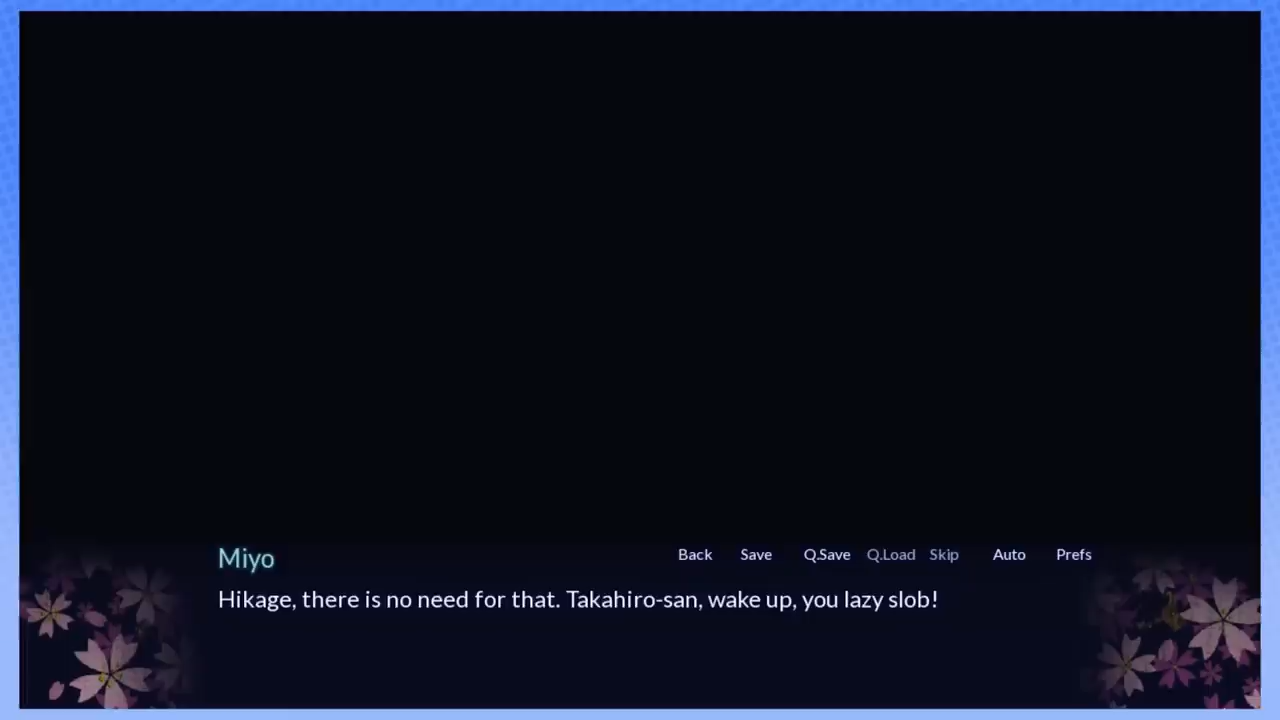 Miyo
Back Save Q.Save Q.Load Skip Auto Prefs
Hikage, there is no need for that. Takahiro-san, wake up, you lazy slob!